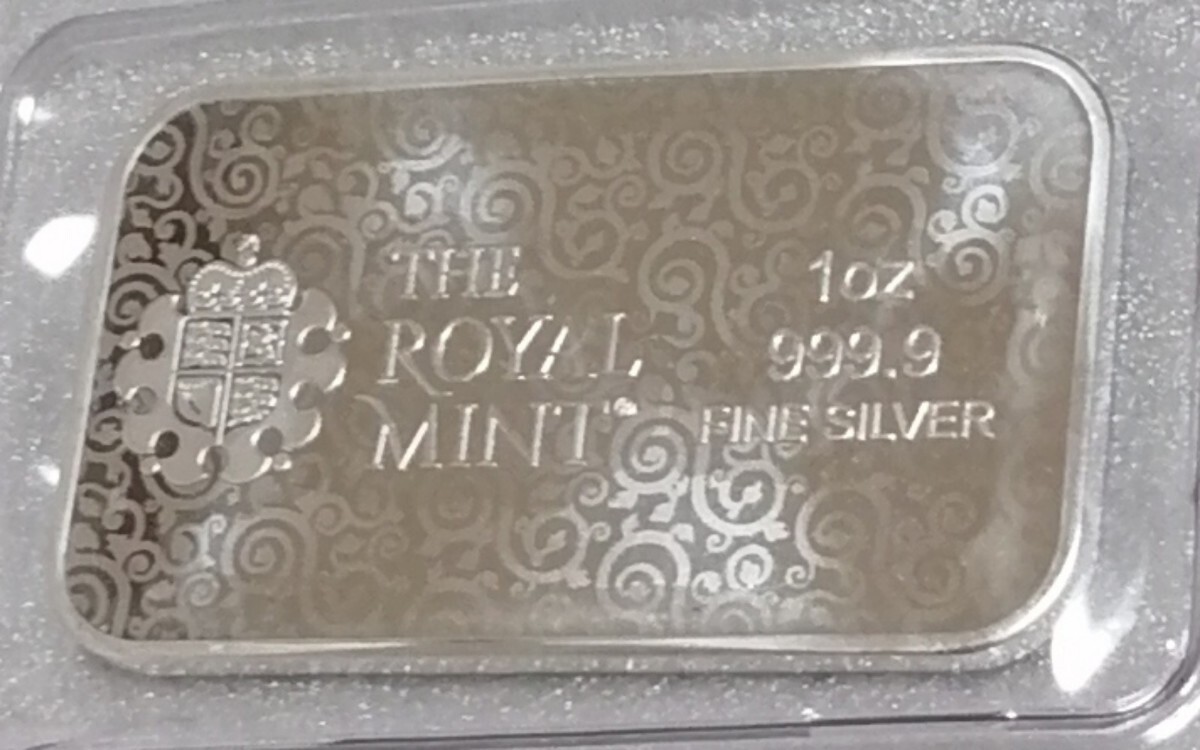 THE
ROYAL
MINT®
1oz
999.9
FINE SILVER